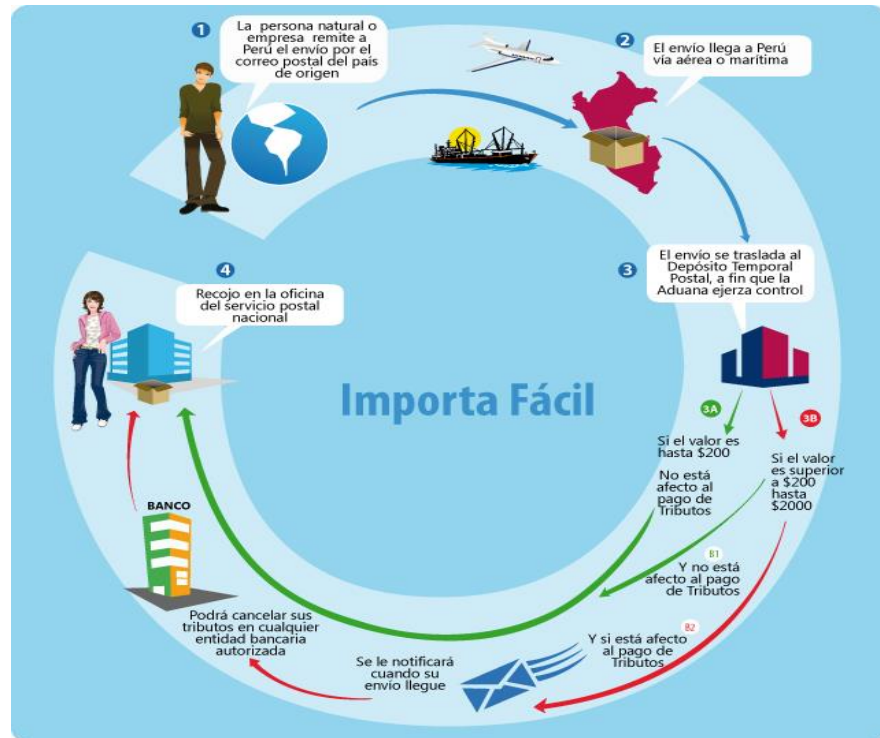 1
La persona natural o
empresa remite a
Perú el envío por el
correo postal del país
de origen
2
El envío llega a Perú
vía aérea o marítima
3
El envío se traslada al
Depósito Temporal
Postal, a fin que la
Aduana ejerza control
3A
Si el valor es
hasta $200
No está
afecto al
pago de
Tributos
3B
Si el valor
es superior
a $200
hasta
$2000
B1
Y no está
afecto al pago
de Tributos
B2
Y si está afecto
al pago de
Tributos
Se le notificará
cuando su
envío llegue
Podrá cancelar sus
tributos en cualquier
entidad bancaria
autorizada
BANCO
4
Recojo en la oficina
del servicio postal
nacional
Importa Fácil